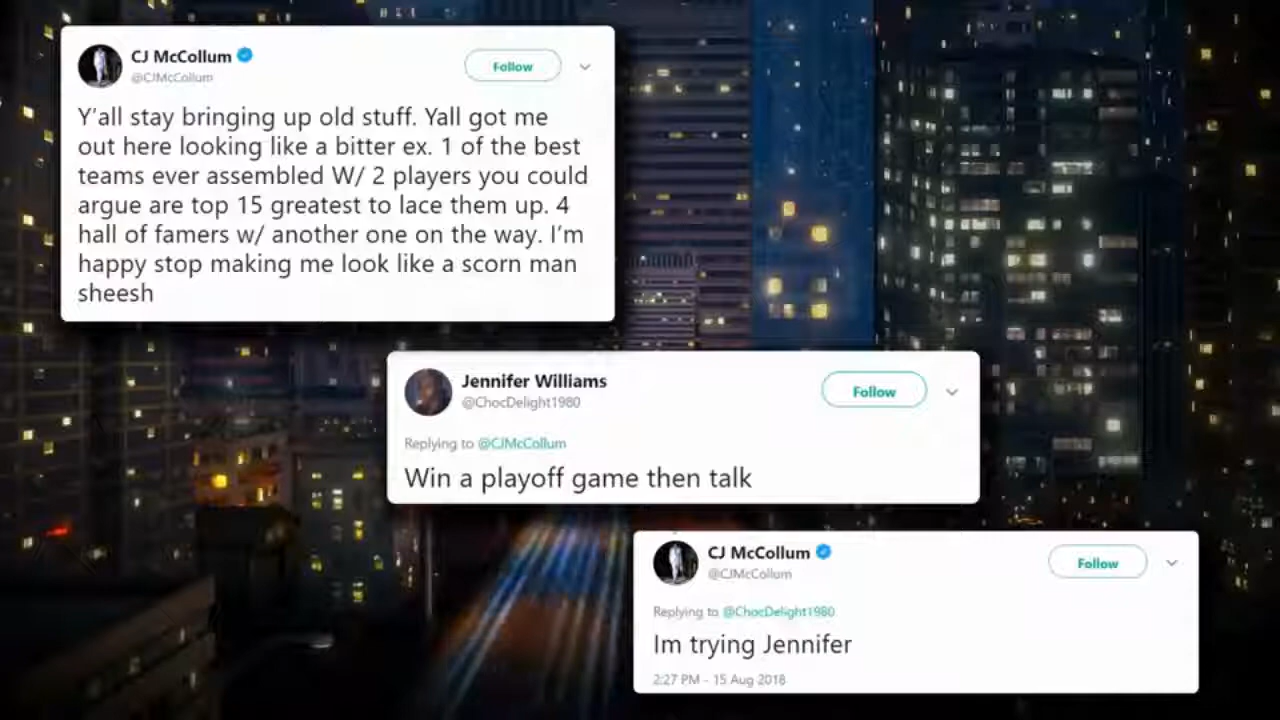 CJ McCollum
@CJMcCollum
Follow
Y'all stay bringing up old stuff. Yall got me
out here looking like a bitter ex. 1 of the best
teams ever assembled W/ 2 players you could
argue are top 15 greatest to lace them up. 4
hall of famers w/ another one on the way. I'm
happy stop making me look like a scorn man
sheesh
Jennifer Williams
@ChocDelight1980
Follow
Replying to @CJMcCollum
Win a playoff game then talk
CJ McCollum
@CJMcCollum
Follow
Replying to @ChocDelight1980
Im trying Jennifer
2:27 PM - 15 Aug 2018